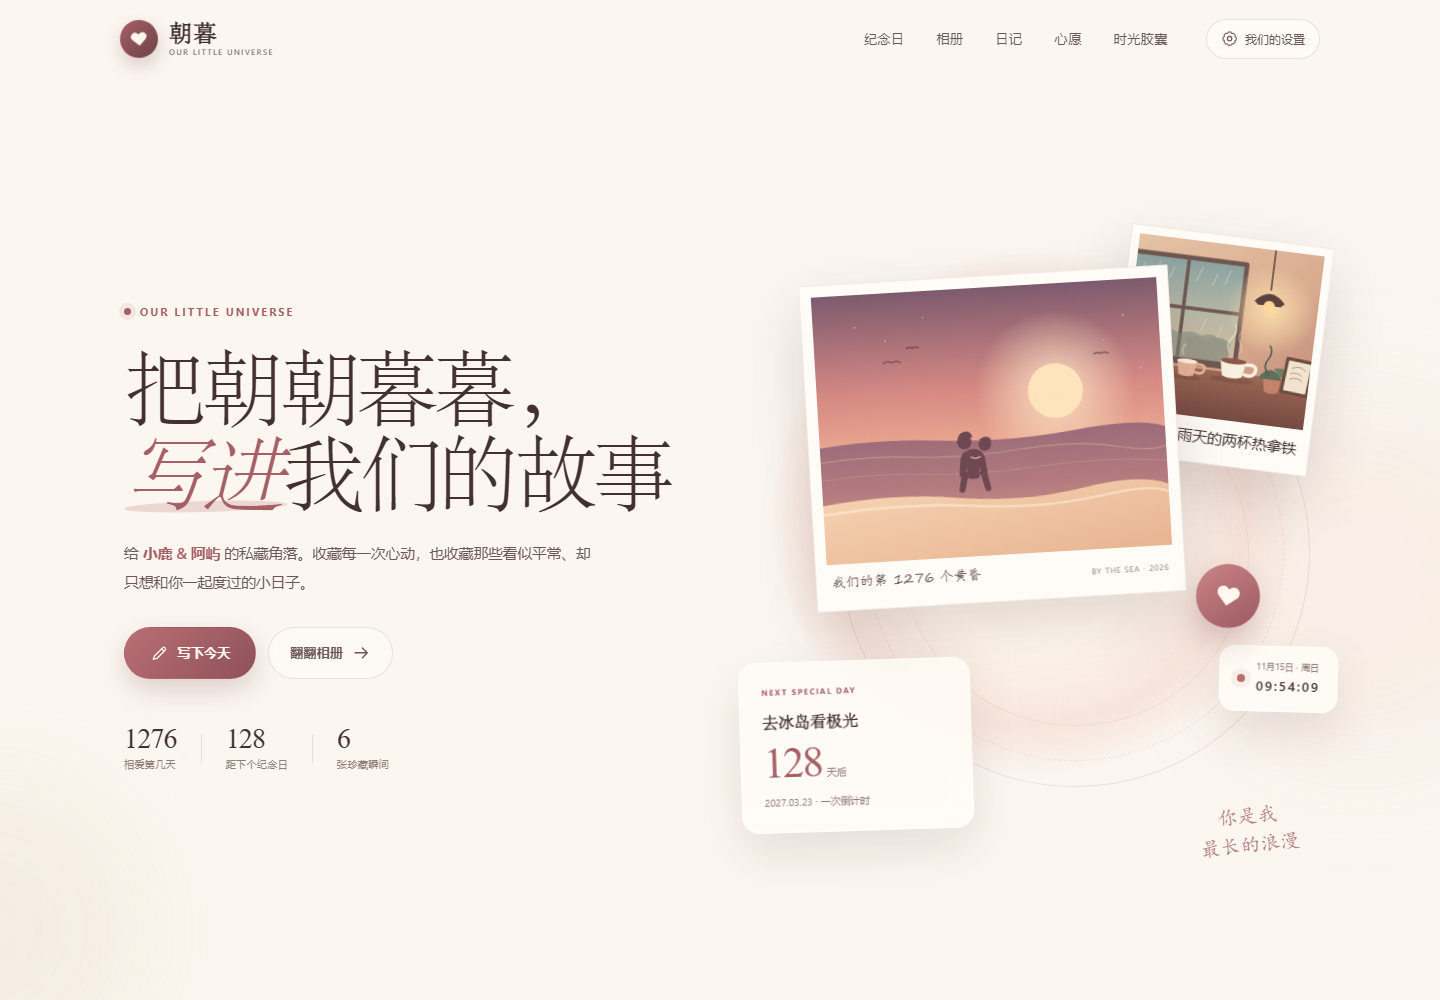 朝暮
OUR LITTLE UNIVERSE
纪念日
相册
日记
心愿
时光胶囊
我们的设置
OUR LITTLE UNIVERSE
把朝朝暮暮，
写进我们的故事
给 小鹿 & 阿屿 的私藏角落。收藏每一次心动，也收藏那些看似平常、却
只想和你一起度过的小日子。
写下今天
翻翻相册
1276
相爱第几天
128
距下个纪念日
6
张珍藏瞬间
雨天的两杯热拿铁
我们的第 1276 个黄昏
BY THE SEA · 2026
11月15日 · 周日
09:54:09
NEXT SPECIAL DAY
去冰岛看极光
128 天后
2027.03.23 · 一次倒计时
你是我
最长的浪漫